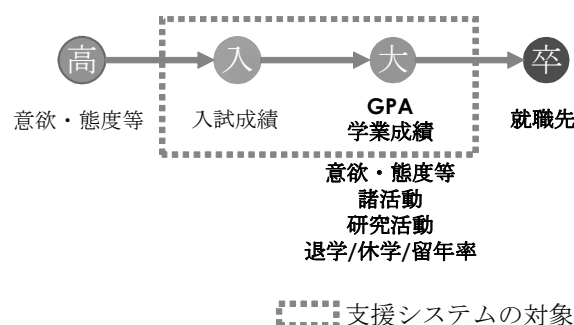 高 入 大 卒
意欲・態度等 入試成績 GPA 就職先
学業成績
意欲・態度等
諸活動
研究活動
退学/休学/留年率
支援システムの対象